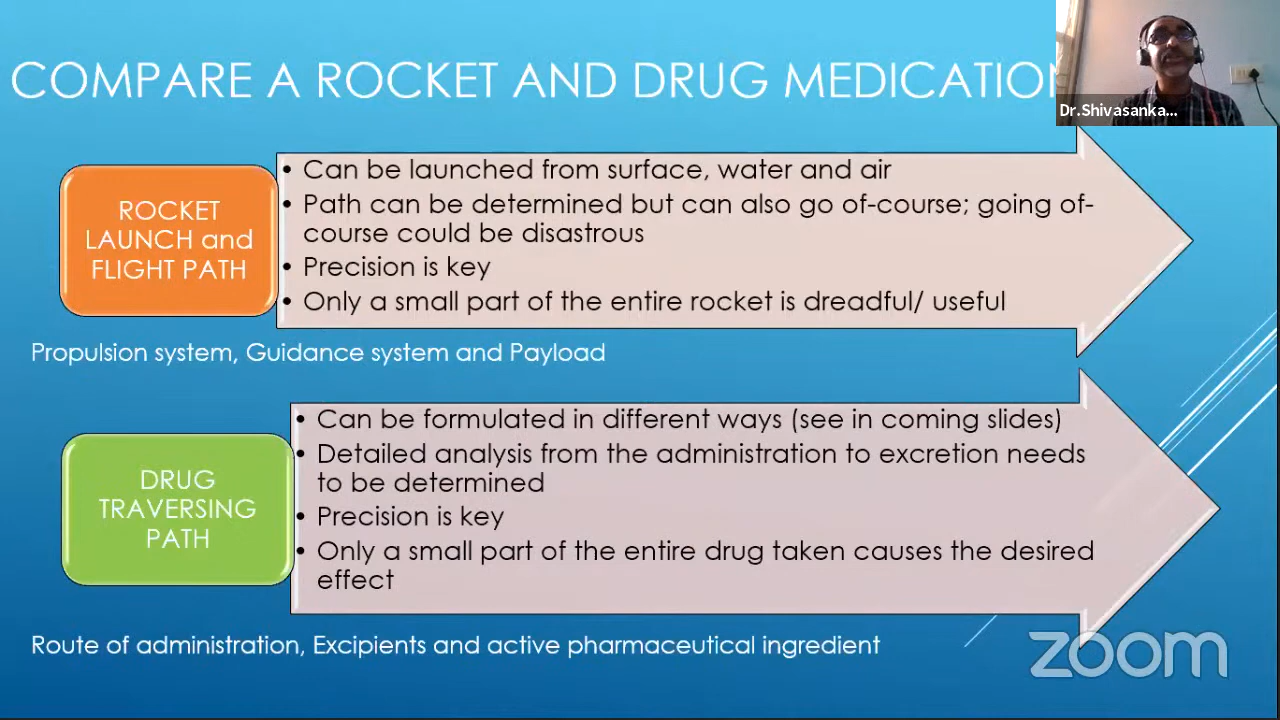 COMPARE A ROCKET AND DRUG MEDICATION
Dr.Shivasanka...
ROCKET
LAUNCH and
FLIGHT PATH
• Can be launched from surface, water and air
• Path can be determined but can also go of-course; going of-
course could be disastrous
• Precision is key
• Only a small part of the entire rocket is dreadful/ useful
Propulsion system, Guidance system and Payload
DRUG
TRAVERSING
PATH
• Can be formulated in different ways (see in coming slides)
• Detailed analysis from the administration to excretion needs
to be determined
• Precision is key
• Only a small part of the entire drug taken causes the desired
effect
Route of administration, Excipients and active pharmaceutical ingredient
zoom